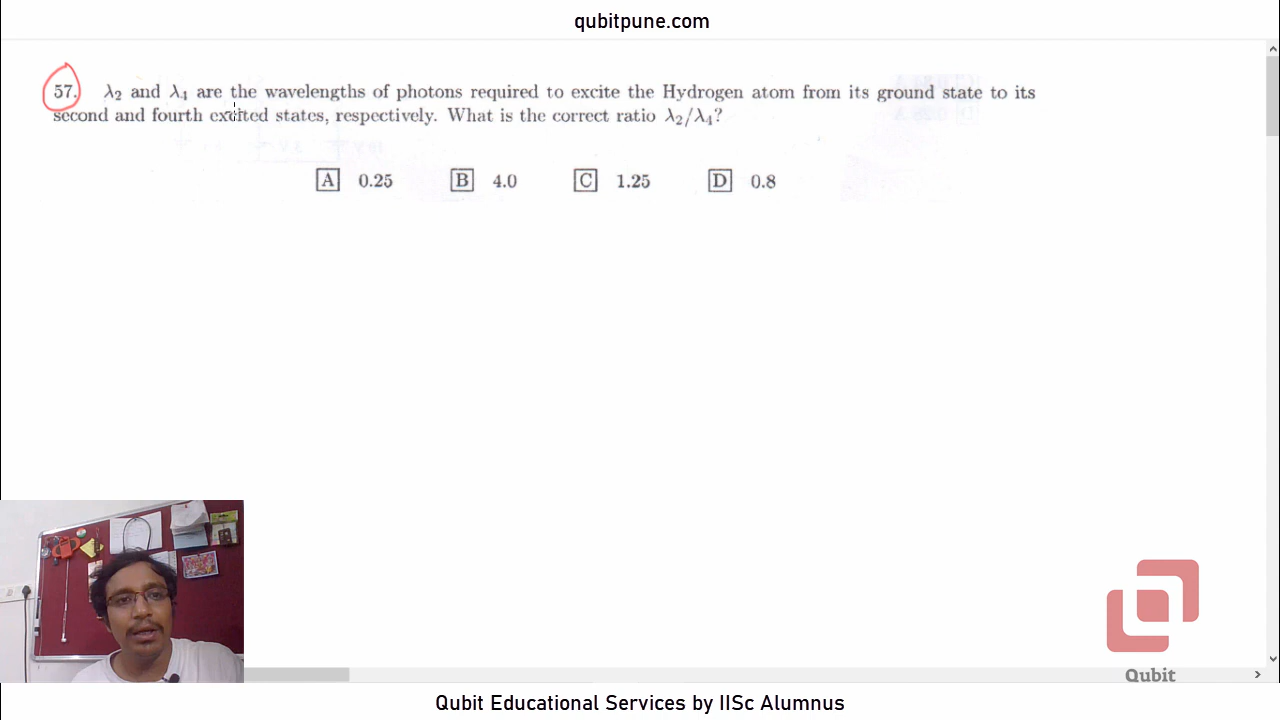 qubitpune.com
57. λ₂ and λ₄ are the wavelengths of photons required to excite the Hydrogen atom from its ground state to its
second and fourth exdited states, respectively. What is the correct ratio λ₂/λ₄?
A 0.25 B 4.0 C 1.25 D 0.8
Qubit
Qubit Educational Services by IISc Alumnus